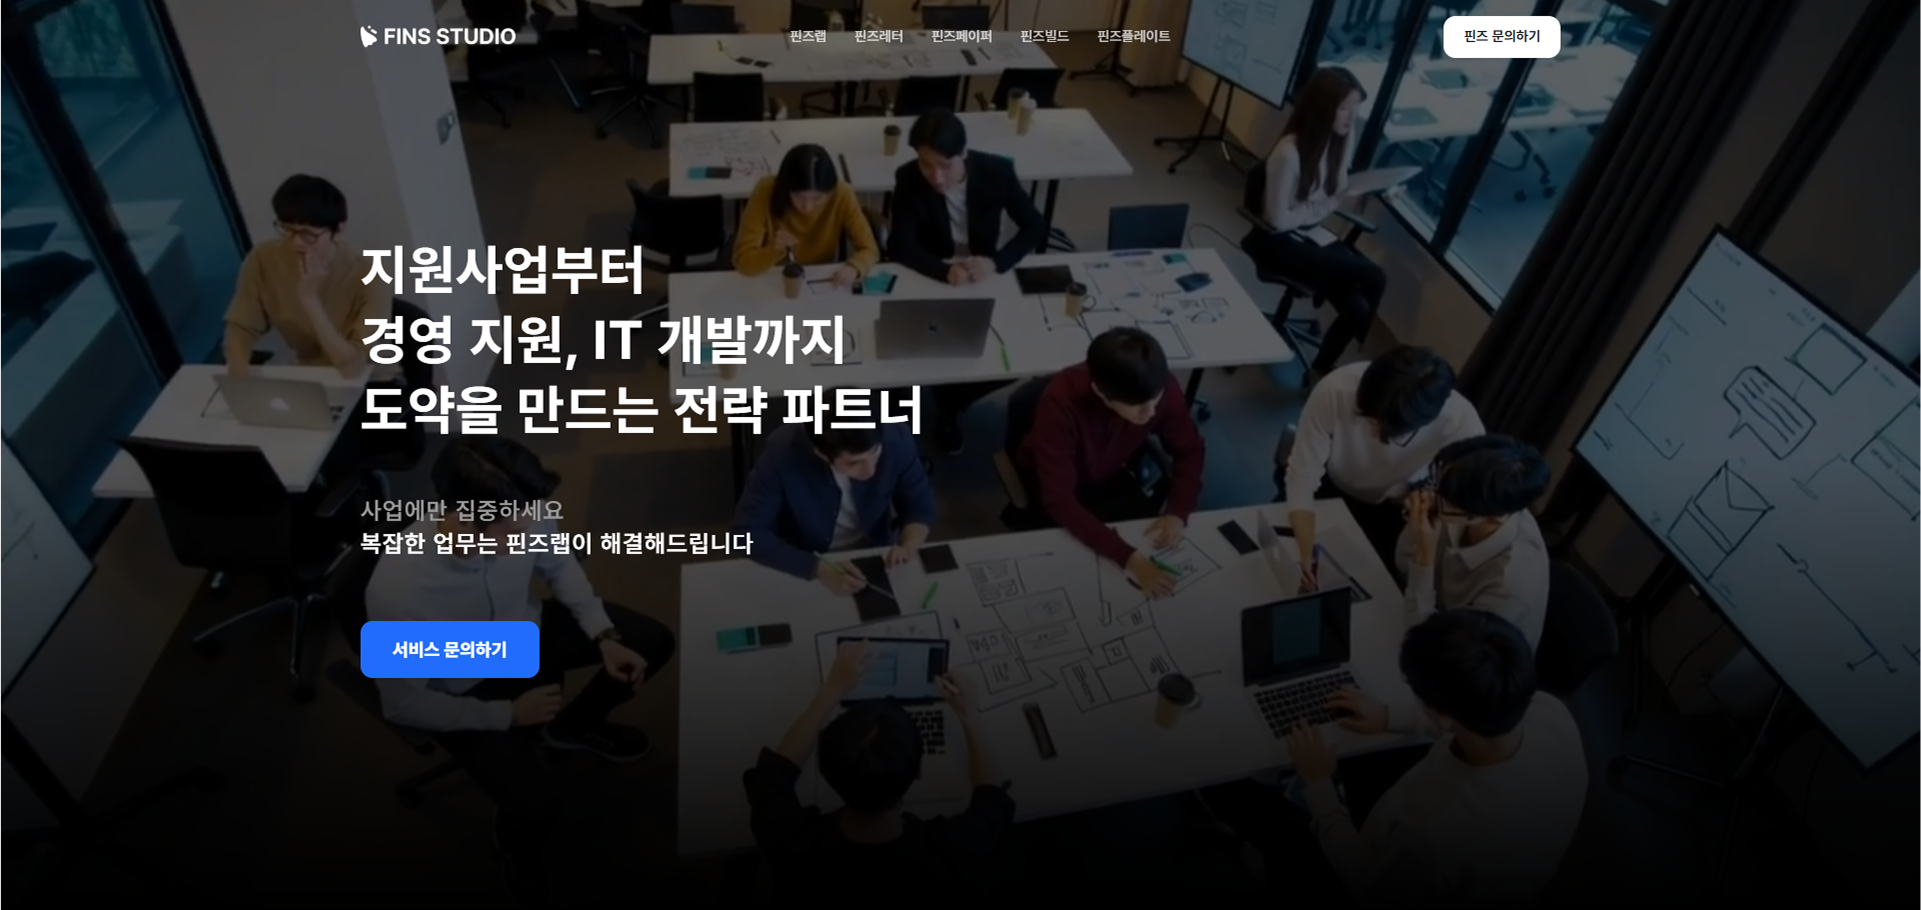 FINS STUDIO
핀즈랩 핀즈레터 핀즈페이퍼 핀즈빌드 핀즈플레이트
핀즈 문의하기
지원사업부터
경영 지원, IT 개발까지
도약을 만드는 전략 파트너
사업에만 집중하세요
복잡한 업무는 핀즈랩이 해결해드립니다
서비스 문의하기